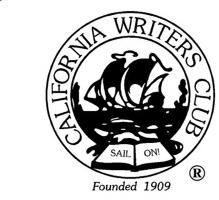 CALIFORNIA WRITERS CLUB
SAIL ON!
®
Founded 1909